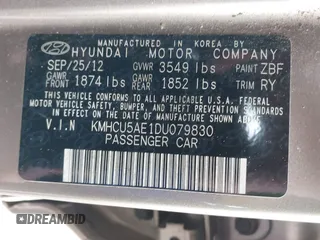 MANUFACTURED IN KOREA BY
HYUNDAI MOTOR COMPANY
SEP/25/12 GVWR 3549 lbs PAINT ZBF
GAWR FRONT 1874 lbs GAWR REAR 1852 lbs TRIM RY
THIS VEHICLE CONFORMS TO ALL APPLICABLE
U.S.A. FEDERAL MOTOR VEHICLE SAFETY, BUMPER,
AND THEFT PREVENTION STANDARDS IN EFFECT ON
THE DATE OF MANUFACTURE SHOWN ABOVE
V.I.N KMHCU5AE1DU079830
PASSENGER CAR
© DREAMBID